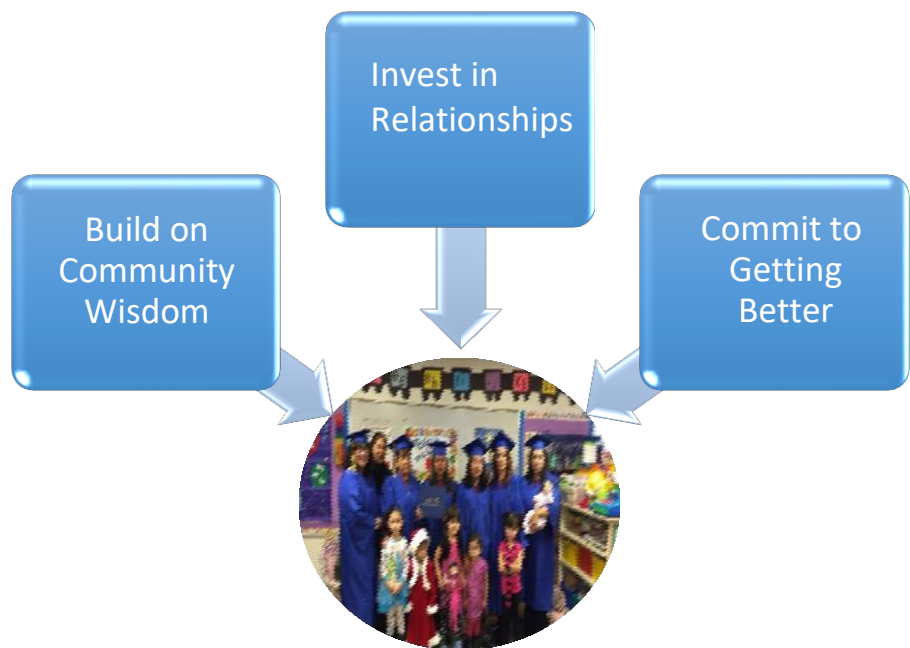 Invest in
Relationships
Build on
Community
Wisdom
Commit to
Getting
Better